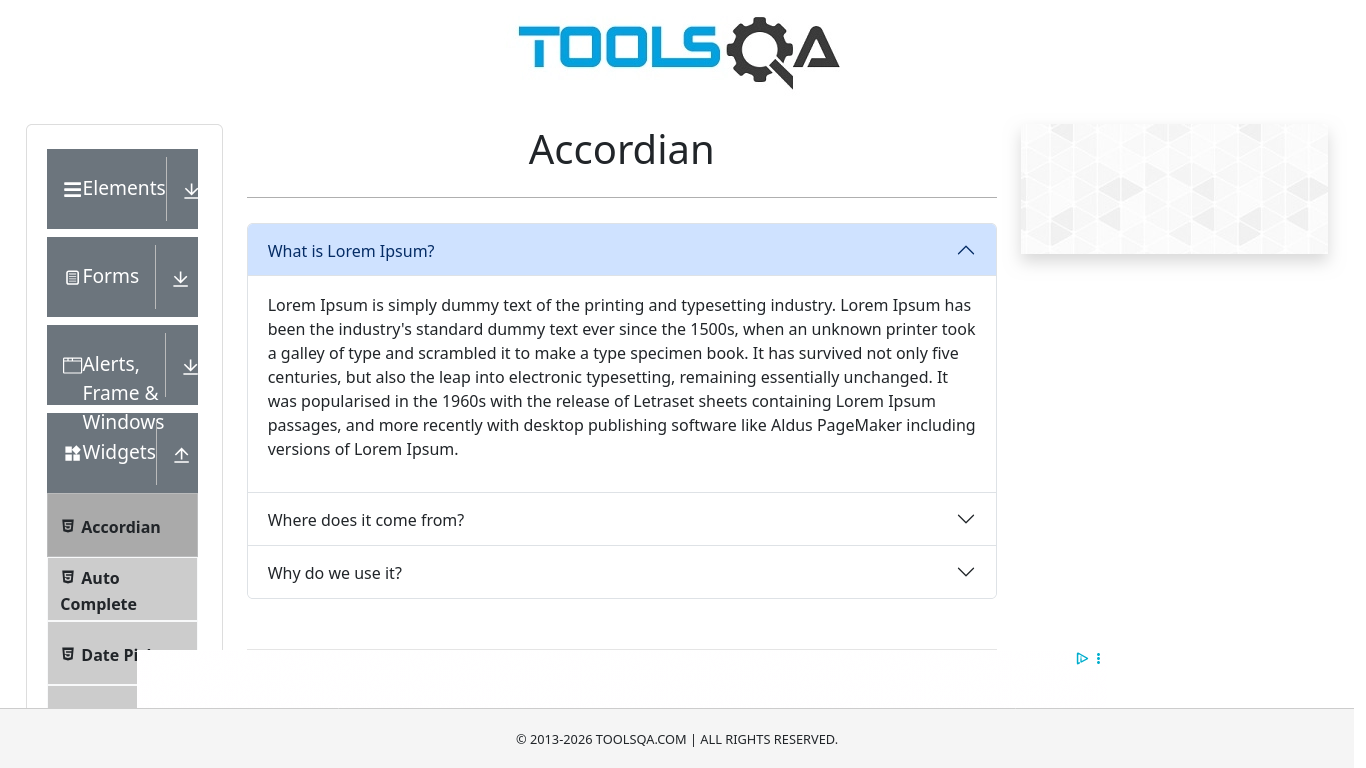 TOOLSQA
Elements
Forms
Alerts,
Frame &
Windows
Widgets
Accordian
Auto
Complete
Accordian
What is Lorem Ipsum?
Lorem Ipsum is simply dummy text of the printing and typesetting industry. Lorem Ipsum has
been the industry's standard dummy text ever since the 1500s, when an unknown printer took
a galley of type and scrambled it to make a type specimen book. It has survived not only five
centuries, but also the leap into electronic typesetting, remaining essentially unchanged. It
was popularised in the 1960s with the release of Letraset sheets containing Lorem Ipsum
passages, and more recently with desktop publishing software like Aldus PageMaker including
versions of Lorem Ipsum.
Where does it come from?
Why do we use it?
Date
© 2013-2026 TOOLSQA.COM | ALL RIGHTS RESERVED.